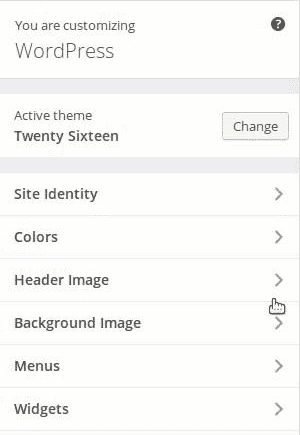 You are customizing
WordPress
Active theme
Twenty Sixteen
Change
Site Identity
Colors
Header Image
Background Image
Menus
Widgets